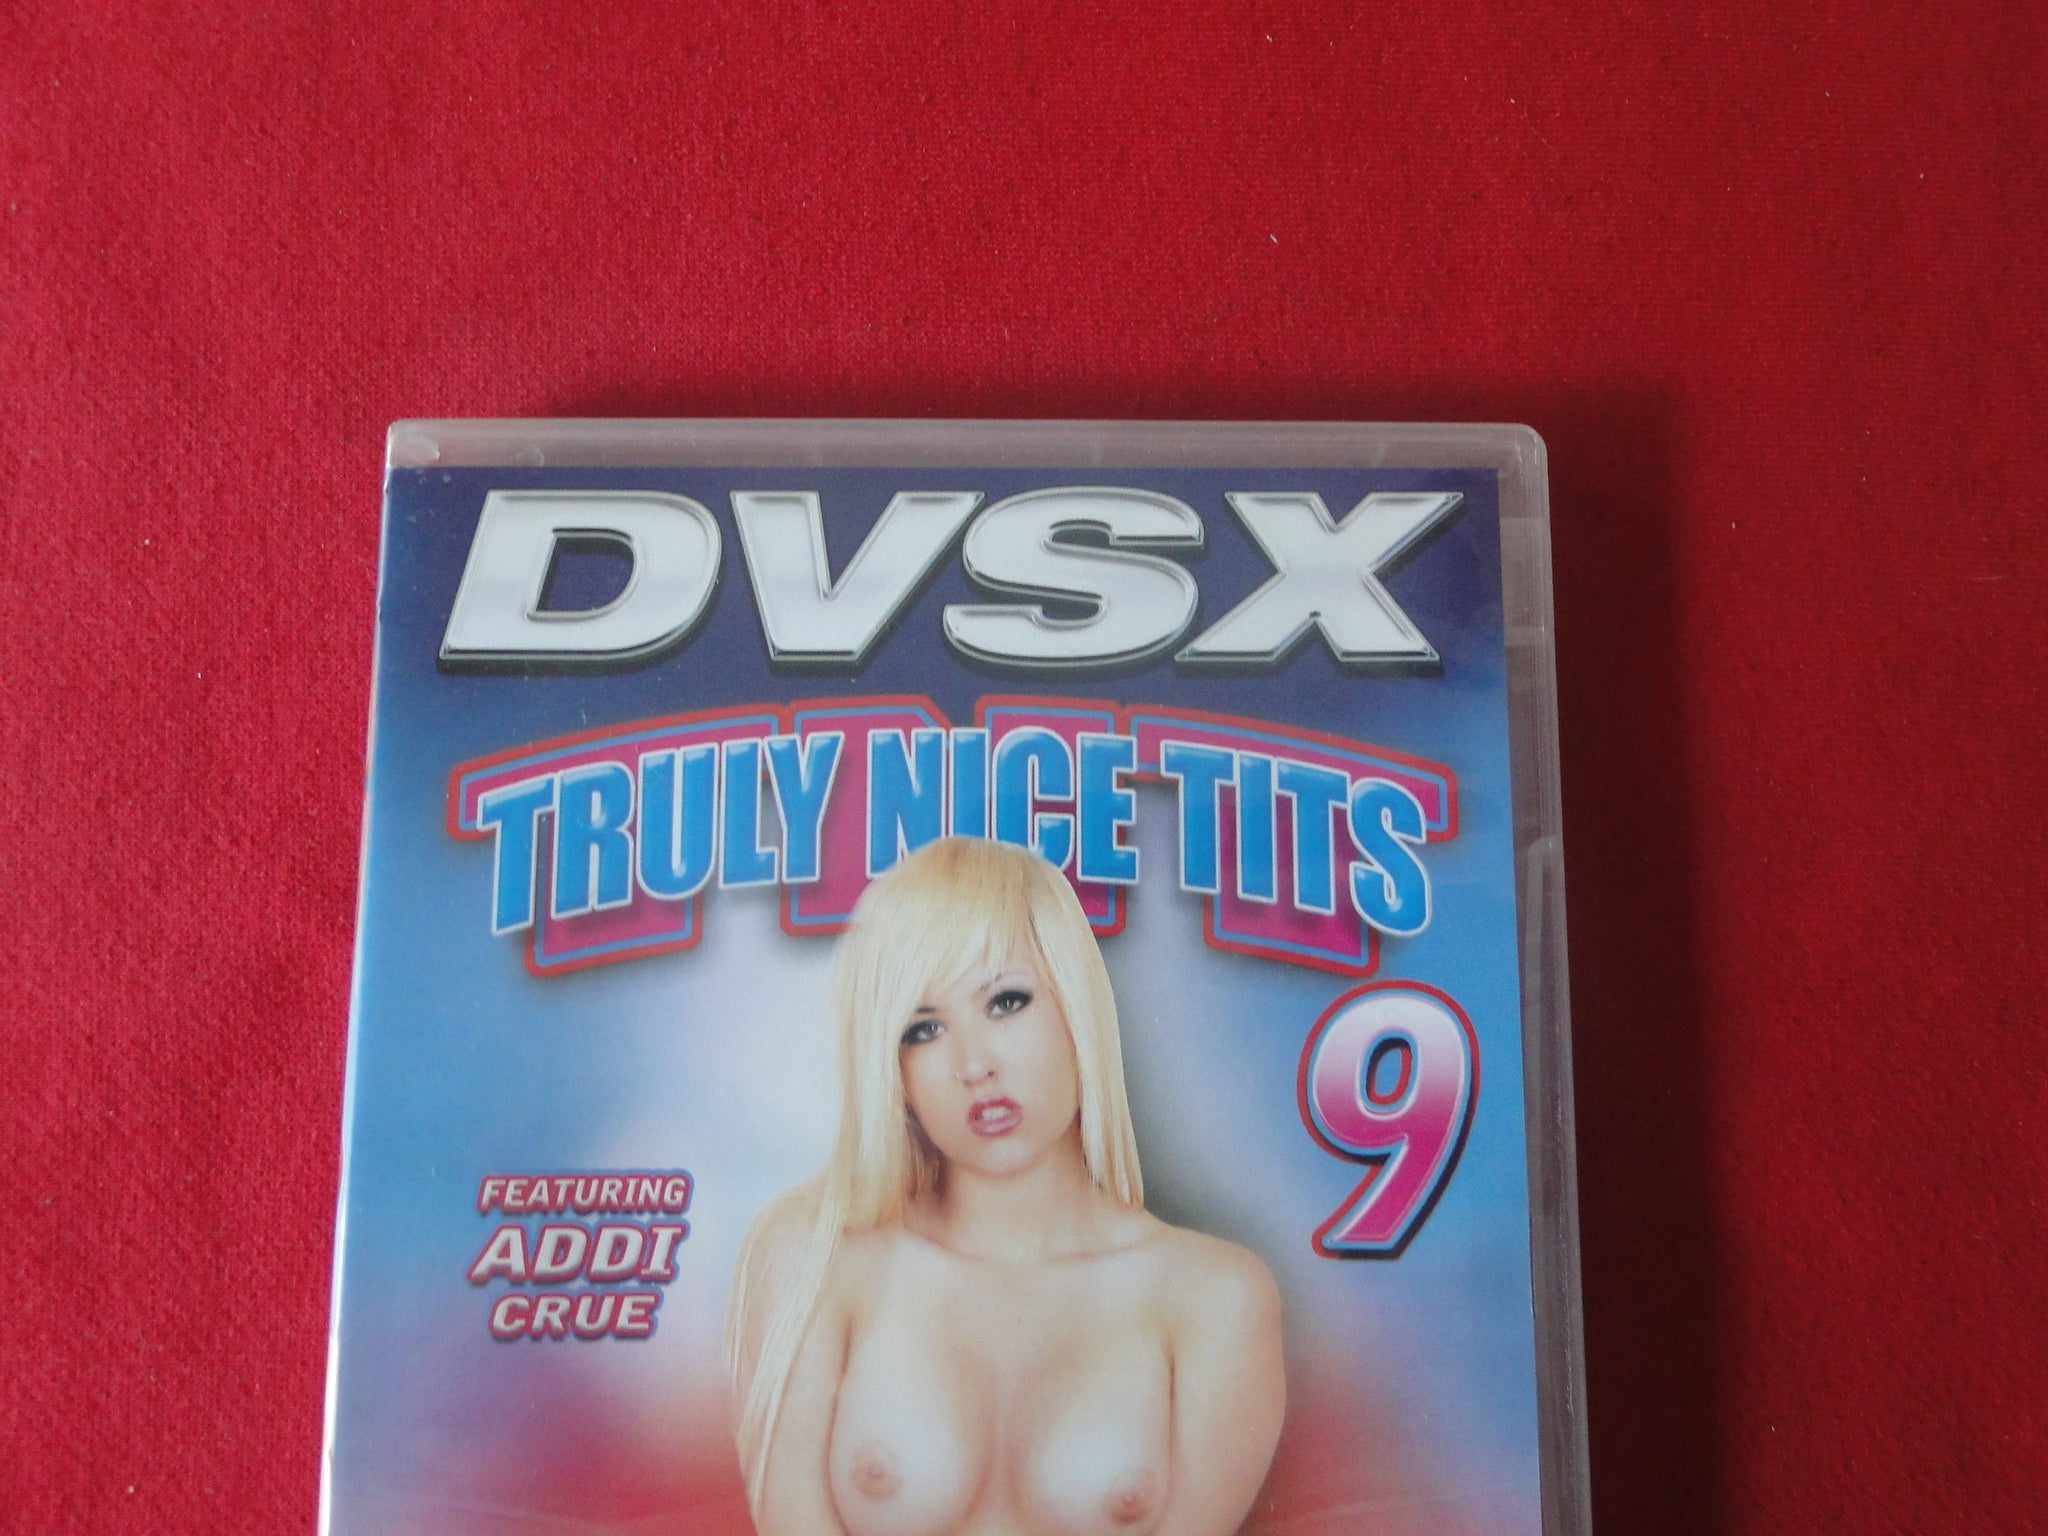 DVSX
TRULY NICE TITS
9
FEATURING
ADDI
CRUE